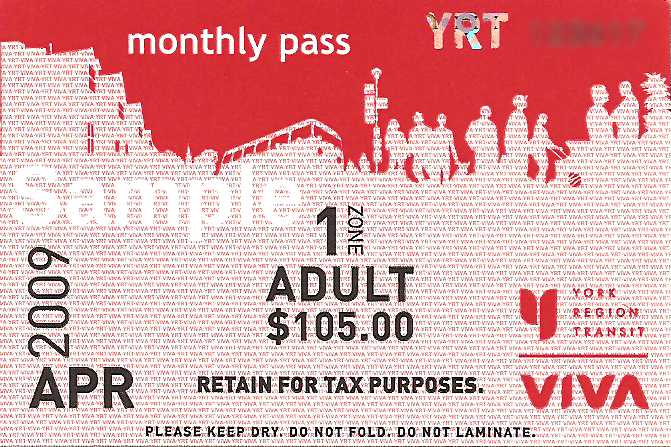 monthly pass
YRT
1 ZONE
ADULT
$105.00
2009
APR
YORK
REGION
TRANSIT
VIVA
RETAIN FOR TAX PURPOSES.
PLEASE KEEP DRY. DO NOT FOLD. DO NOT LAMINATE.